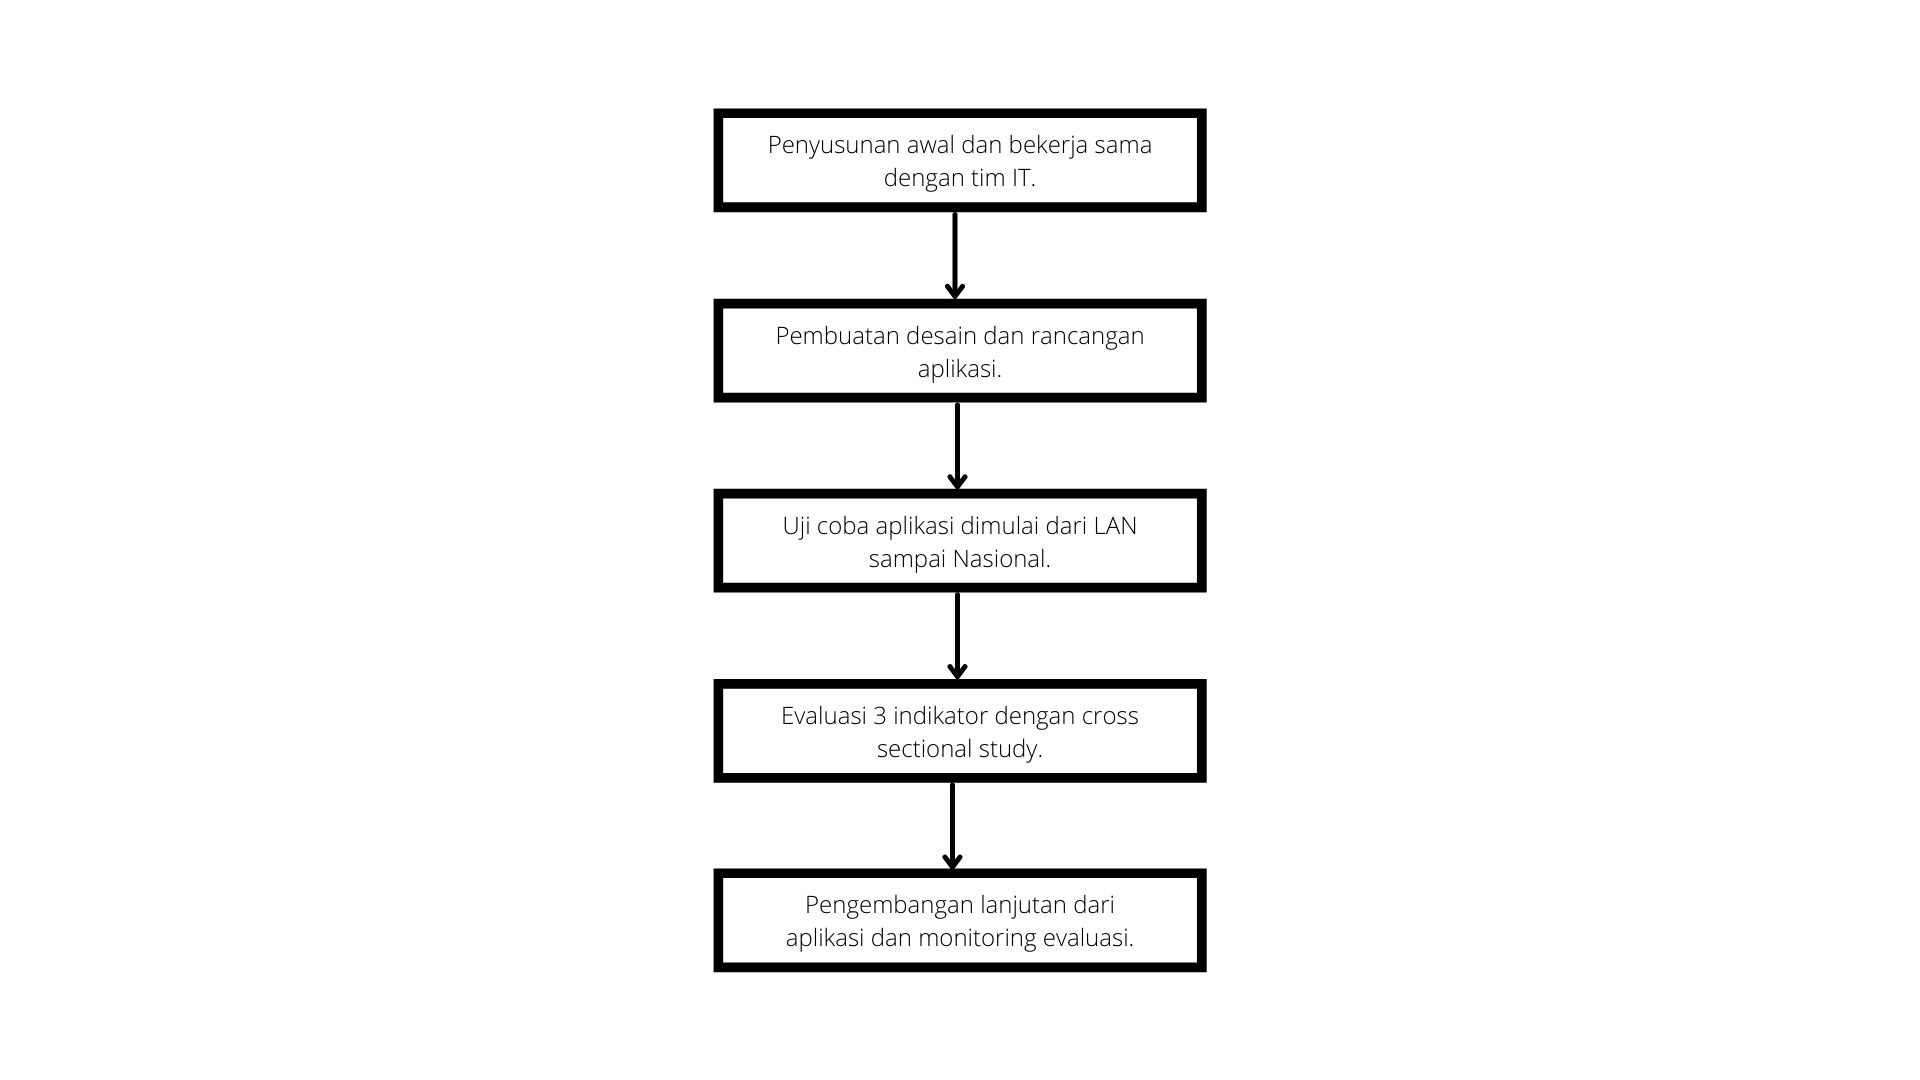 Penyusunan awal dan bekerja sama
dengan tim IT.
Pembuatan desain dan rancangan
aplikasi.
Uji coba aplikasi dimulai dari LAN
sampai Nasional.
Evaluasi 3 indikator dengan cross
sectional study.
Pengembangan lanjutan dari
aplikasi dan monitoring evaluasi.